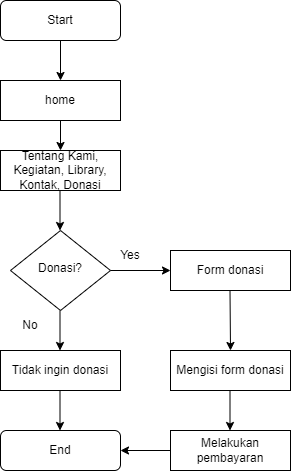 Start
home
Tentang Kami,
Kegiatan, Library,
Kontak, Donasi
Donasi?
Yes
Form donasi
No
Tidak ingin donasi
Mengisi form donasi
End
Melakukan
pembayaran